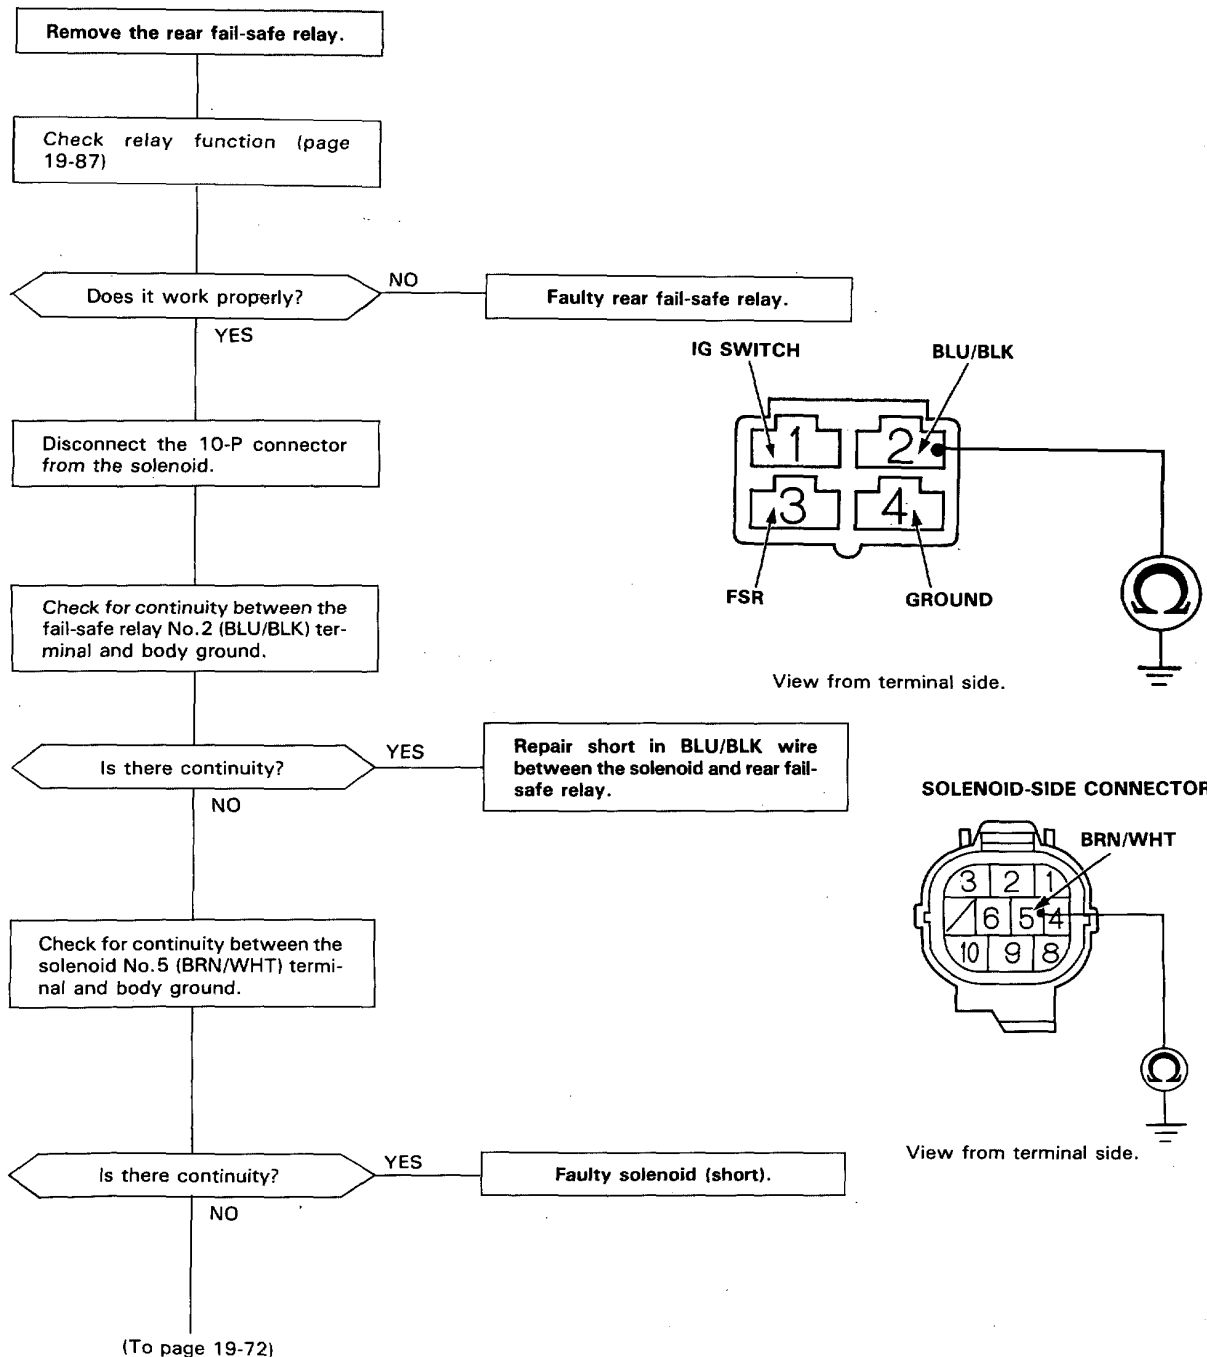 Remove the rear fail-safe relay.
Check relay function (page
19-87)
Does it work properly?
NO
Faulty rear fail-safe relay.
YES
IG SWITCH
BLU/BLK
1
2
3
4
FSR
GROUND
View from terminal side.
Disconnect the 10-P connector
from the solenoid.
Check for continuity between the
fail-safe relay No.2 (BLU/BLK) ter-
minal and body ground.
Is there continuity?
YES
Repair short in BLU/BLK wire
between the solenoid and rear fail-
safe relay.
NO
SOLENOID-SIDE CONNECTOR
BRN/WHT
3 2 1
6 5 4
10 9 8
View from terminal side.
Check for continuity between the
solenoid No.5 (BRN/WHT) termi-
nal and body ground.
Is there continuity?
YES
Faulty solenoid (short).
NO
(To page 19-72)